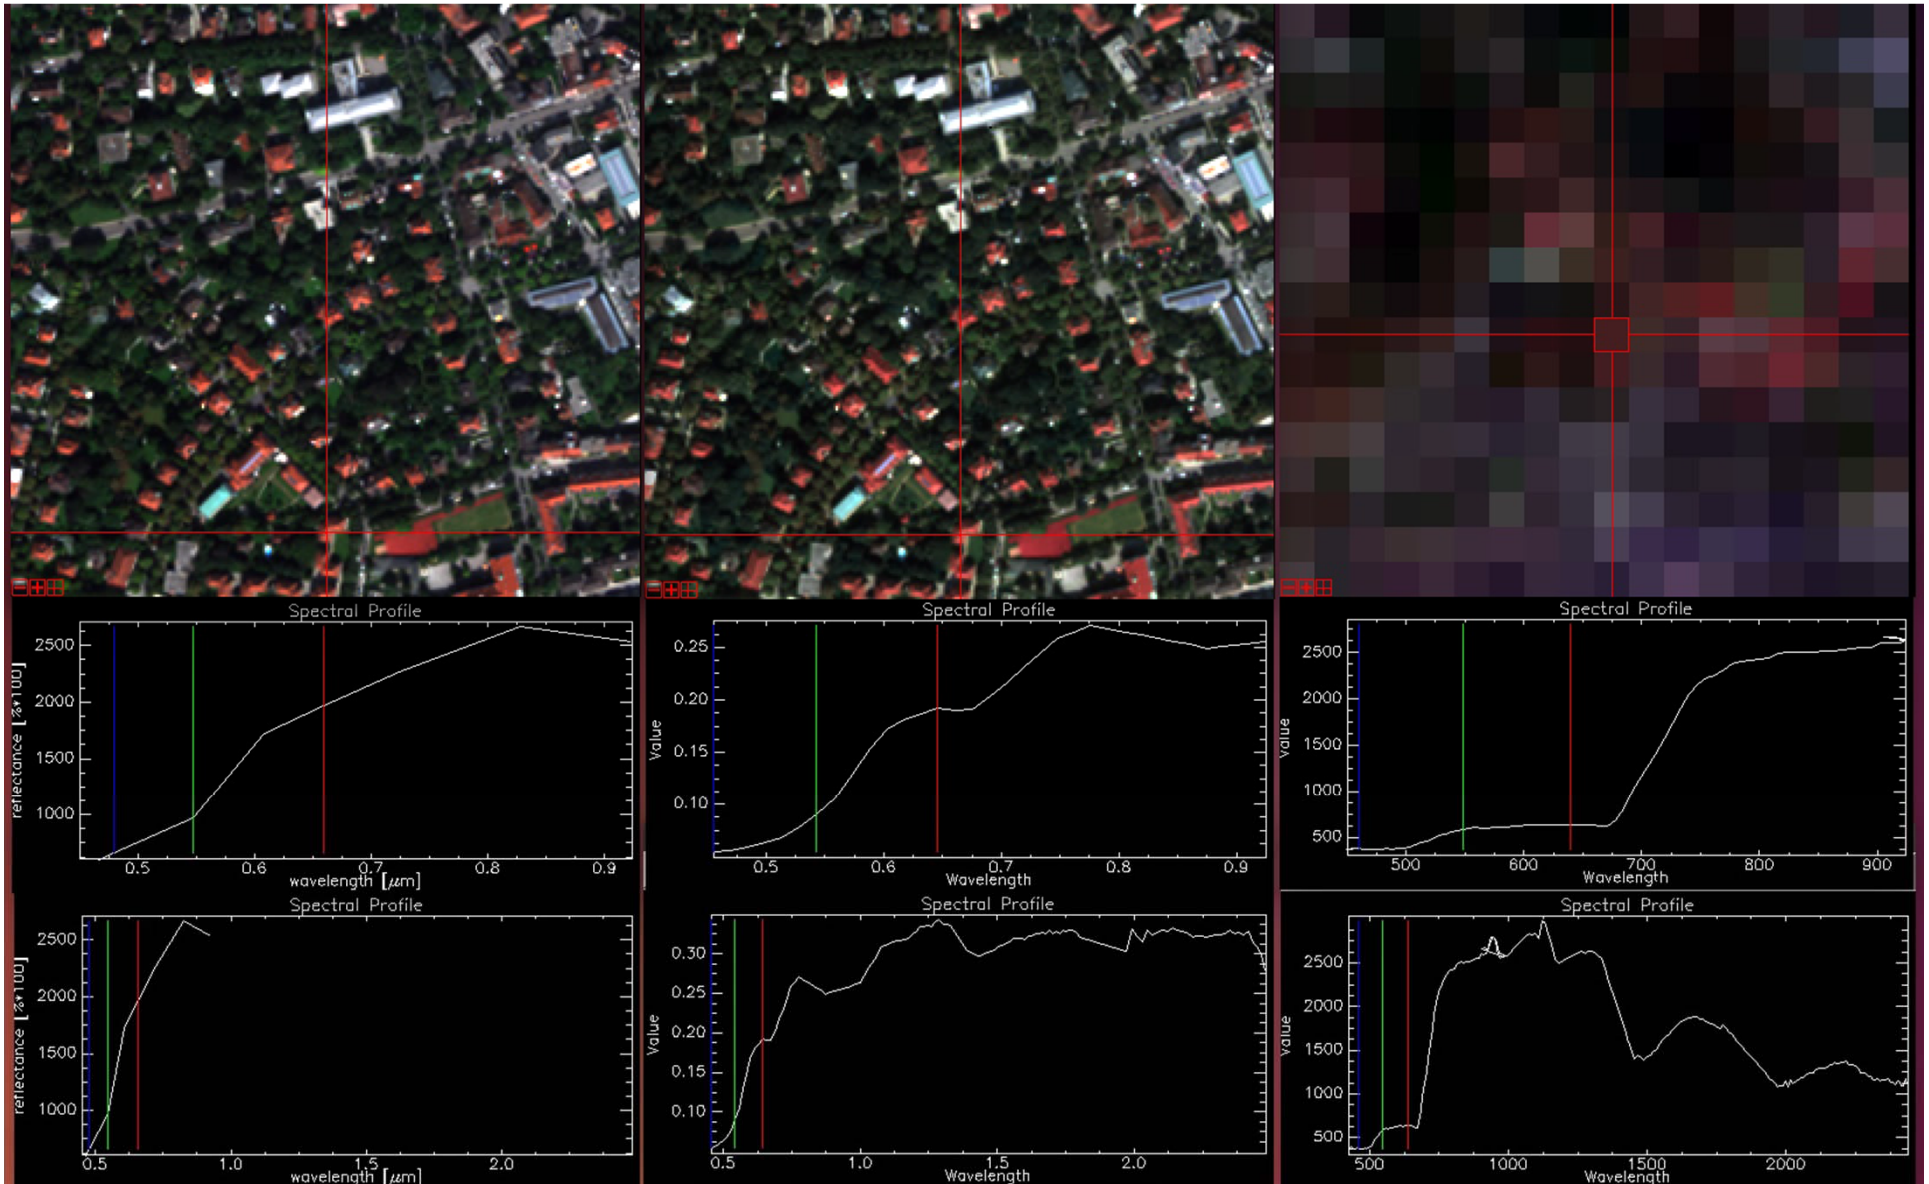 Spectral Profile
reflectance [%*100]
2500
2000
1500
1000
0.5 0.6 0.7 0.8 0.9
wavelength [μm]
Spectral Profile
Value
0.25
0.20
0.15
0.10
0.5 0.6 0.7 0.8 0.9
Wavelength
Spectral Profile
Value
2500
2000
1500
1000
500
500 600 700 800 900
Wavelength
Spectral Profile
reflectance [%*100]
2500
2000
1500
1000
0.5 1.0 1.5 2.0
wavelength [μm]
Spectral Profile
Value
0.30
0.25
0.20
0.15
0.10
0.5 1.0 1.5 2.0
Wavelength
Spectral Profile
Value
2500
2000
1500
1000
500
500 1000 1500 2000
Wavelength